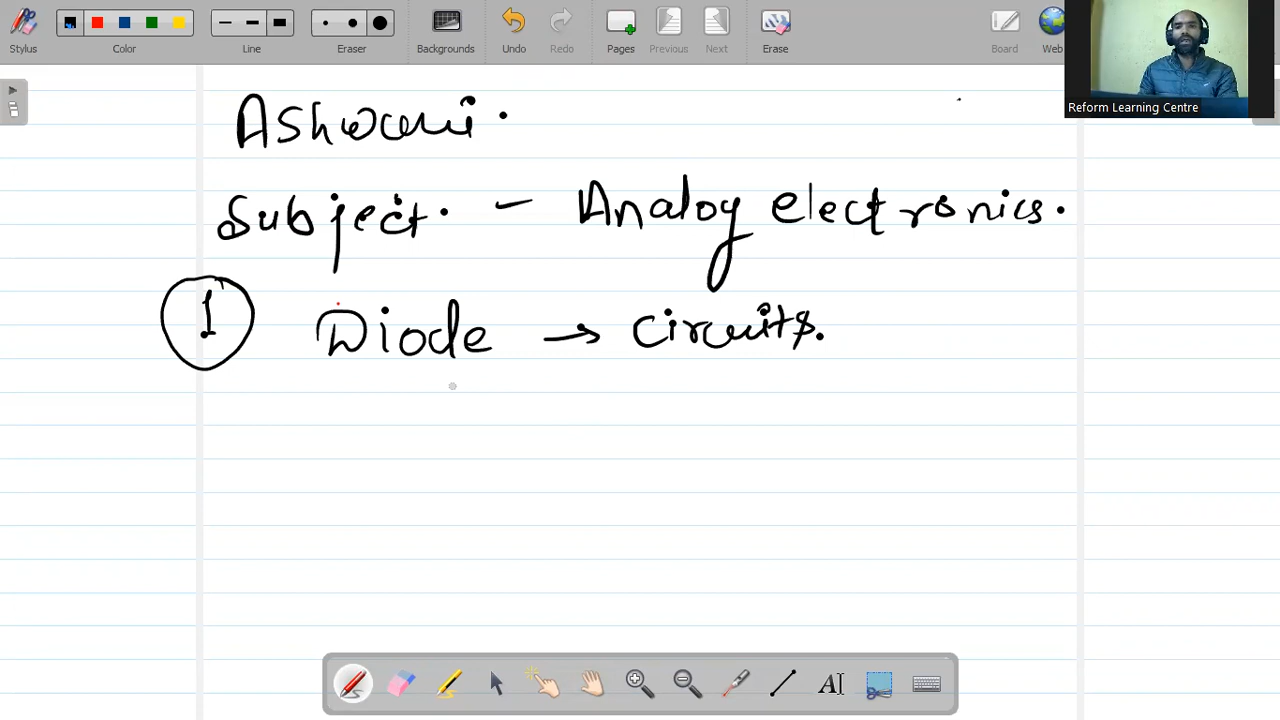 Stylus Color Line Eraser Backgrounds Undo Redo Pages Previous Next Erase Board Web
Reform Learning Centre
Ashwani.
Subject. - Analog electronics.
1 Diode → circuits.
AI